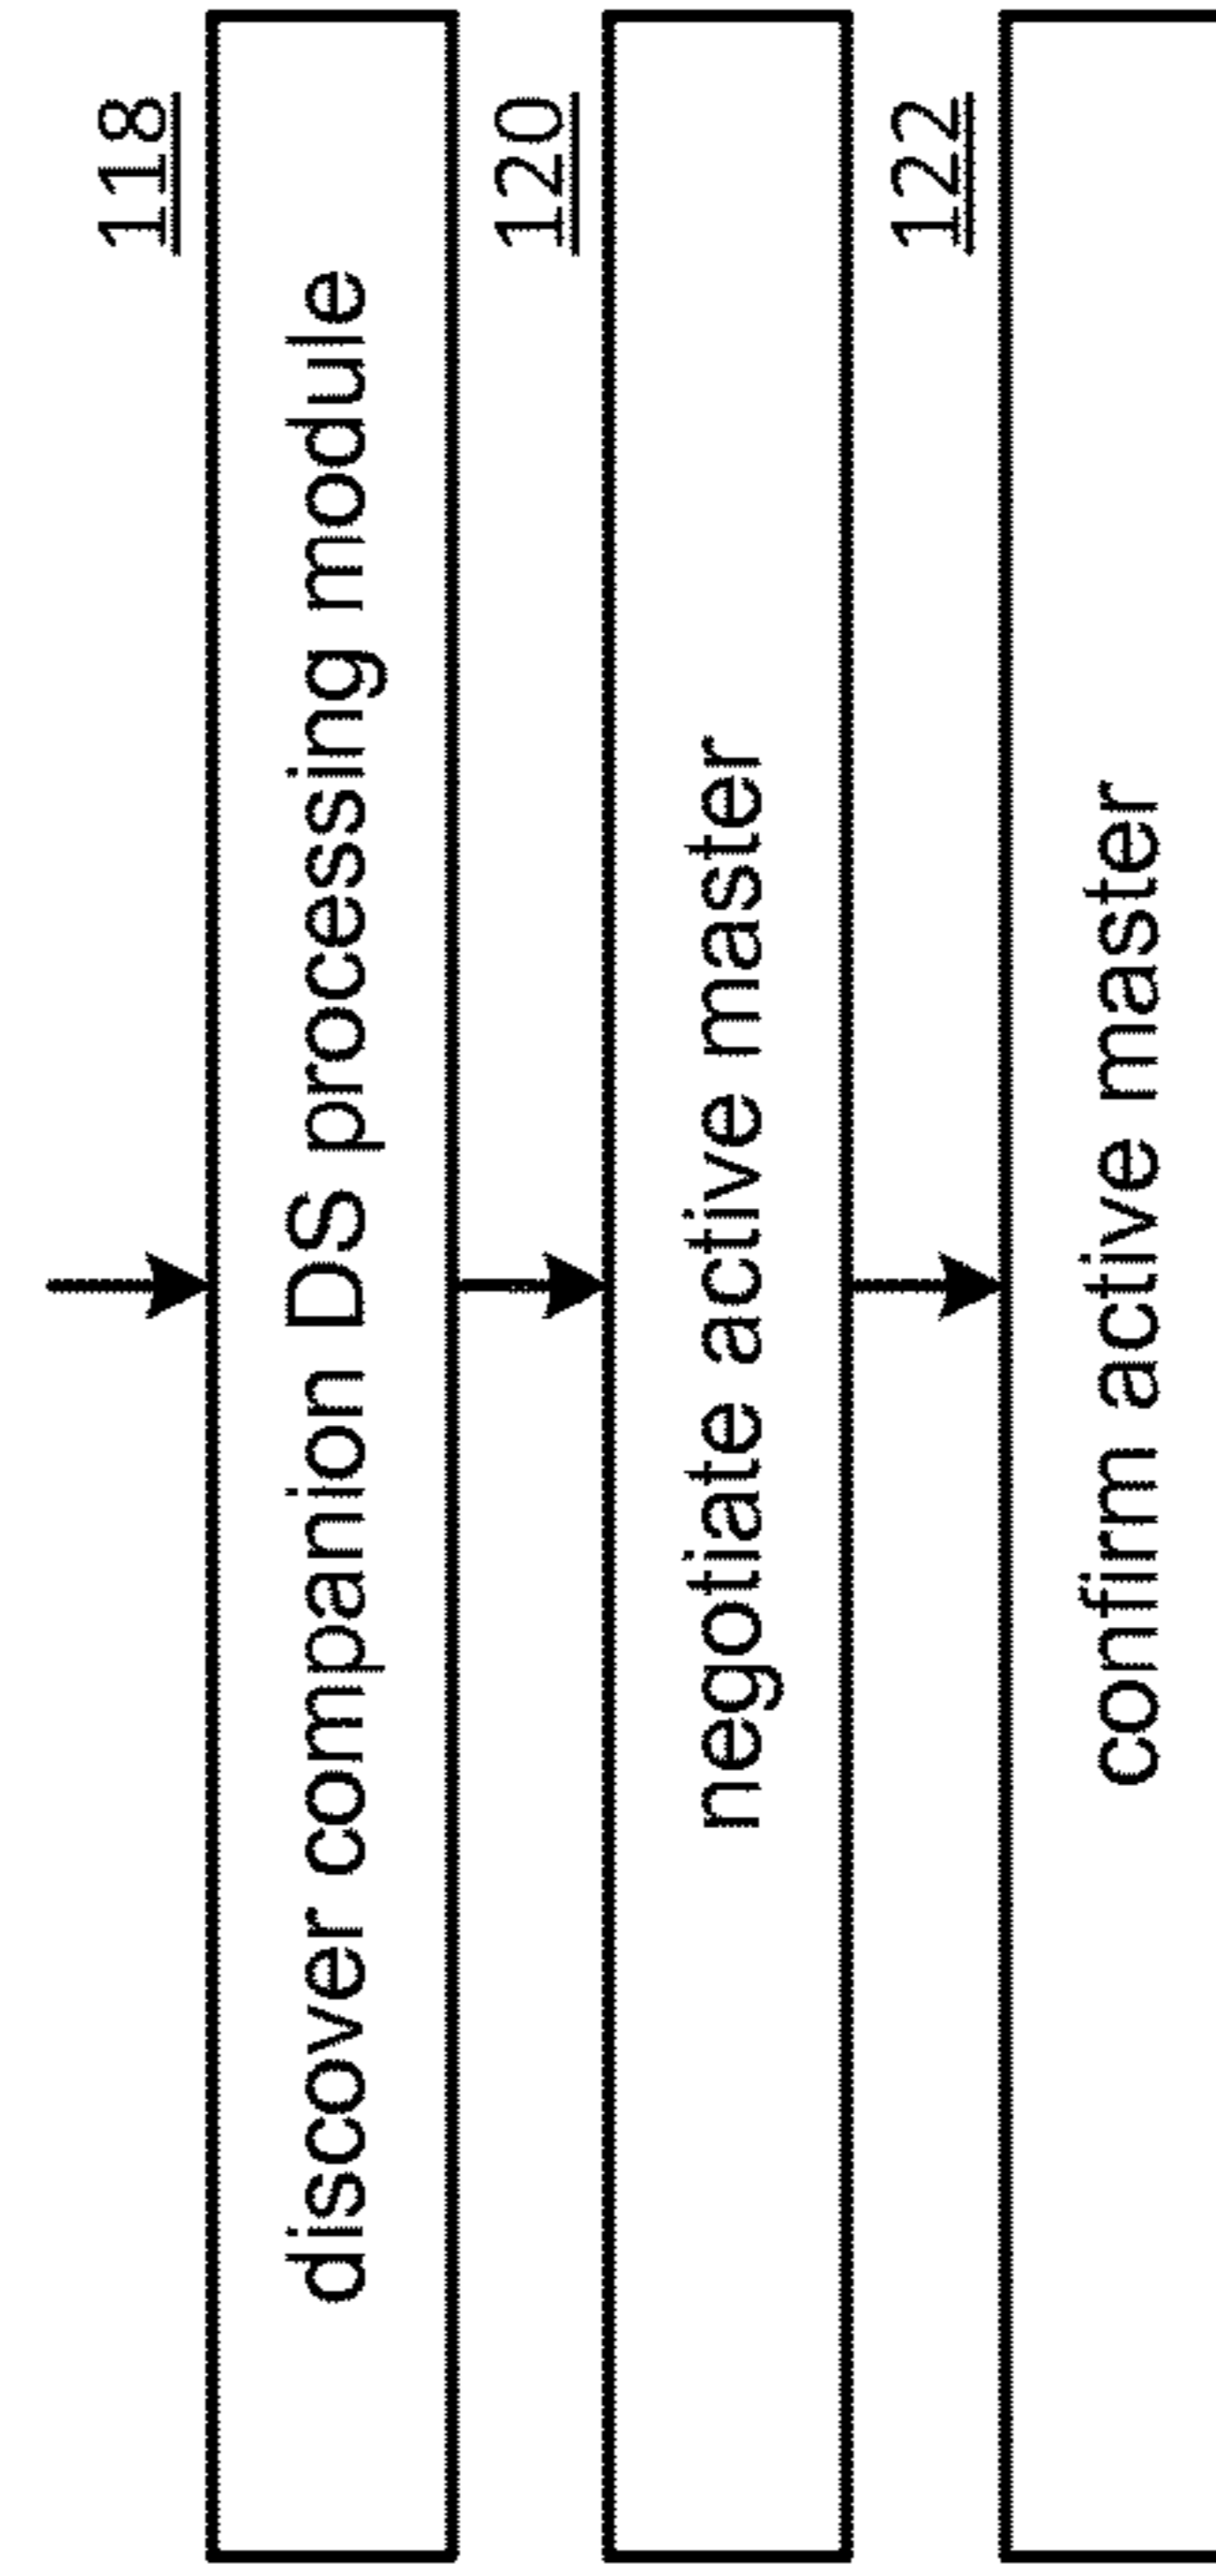 118
discover companion DS processing module
120
negotiate active master
122
confirm active master